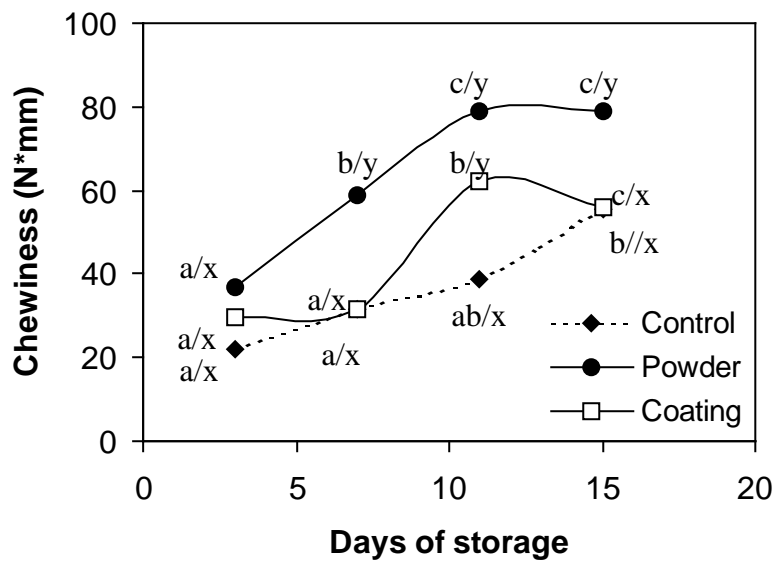 100
80
60
40
20
0
Chewiness (N*mm)
c/y
c/y
b/y
b/y
c/x
b//x
a/x
a/x
ab/x
a/x
a/x
a/x
Control
Powder
Coating
0 5 10 15 20
Days of storage